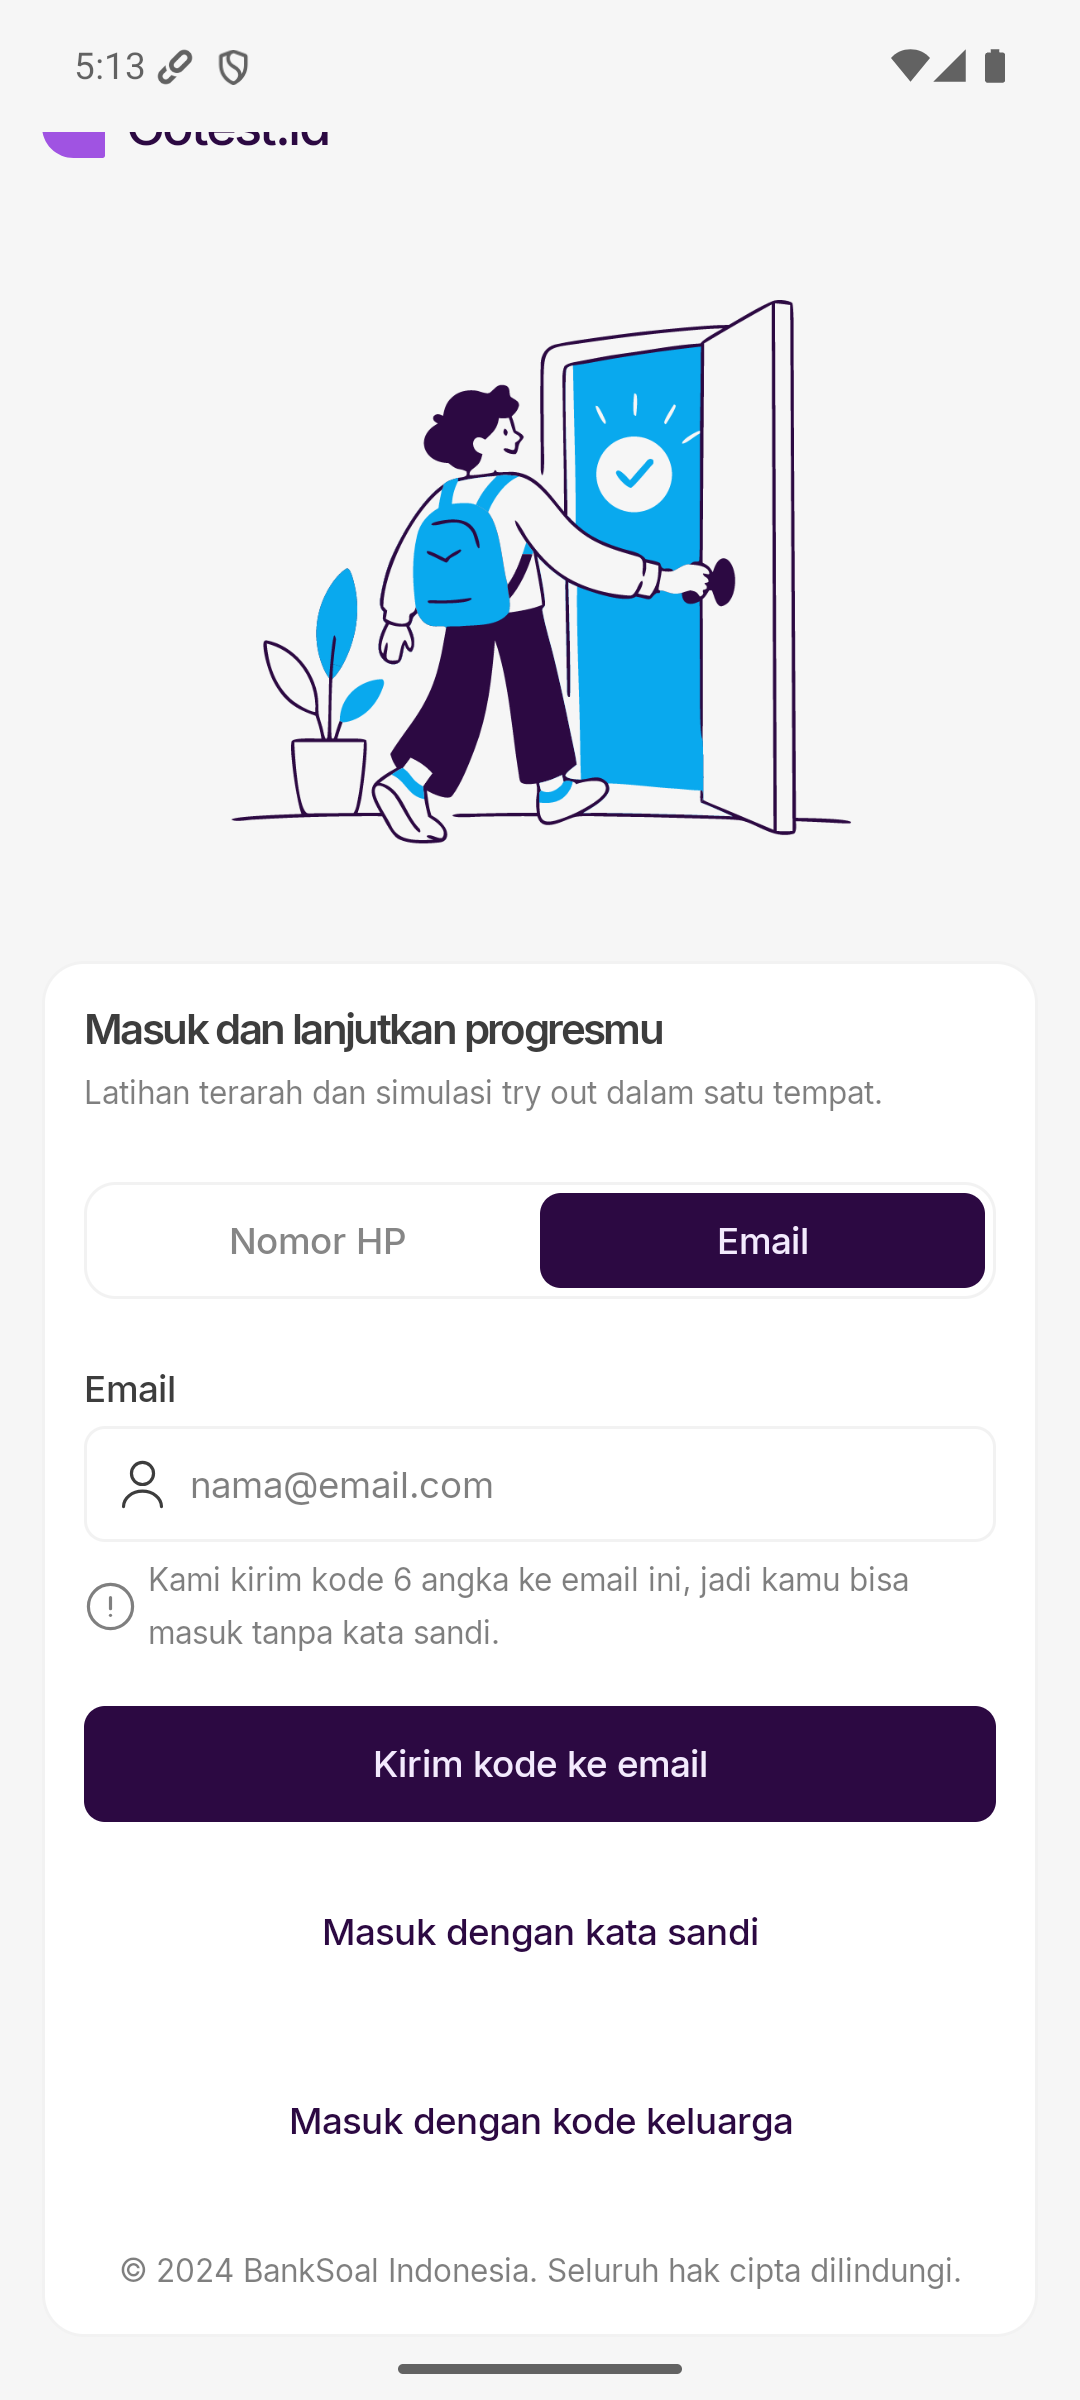 5:13
Masuk dan lanjutkan progresmu
Latihan terarah dan simulasi try out dalam satu tempat.
Nomor HP
Email
Email
nama@email.com
Kami kirim kode 6 angka ke email ini, jadi kamu bisa
masuk tanpa kata sandi.
Kirim kode ke email
Masuk dengan kata sandi
Masuk dengan kode keluarga
© 2024 BankSoal Indonesia. Seluruh hak cipta dilindungi.